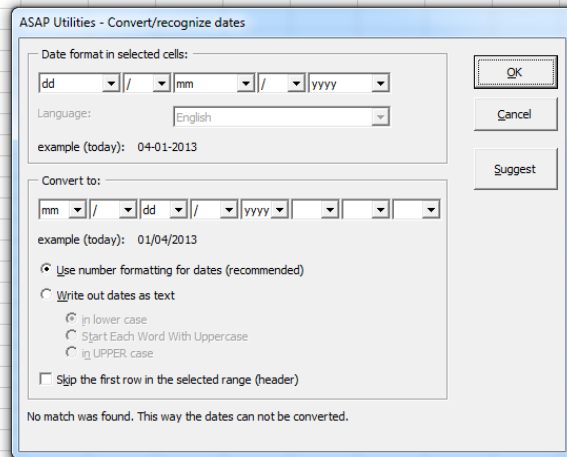 ASAP Utilities - Convert/recognize dates
Date format in selected cells:
dd / mm / yyyy
OK
Language: English
Cancel
example (today): 04-01-2013
Suggest
Convert to:
mm / dd / yyyy
example (today): 01/04/2013
Use number formatting for dates (recommended)
Write out dates as text
in lower case
Start Each Word With Uppercase
in UPPER case
Skip the first row in the selected range (header)
No match was found. This way the dates can not be converted.